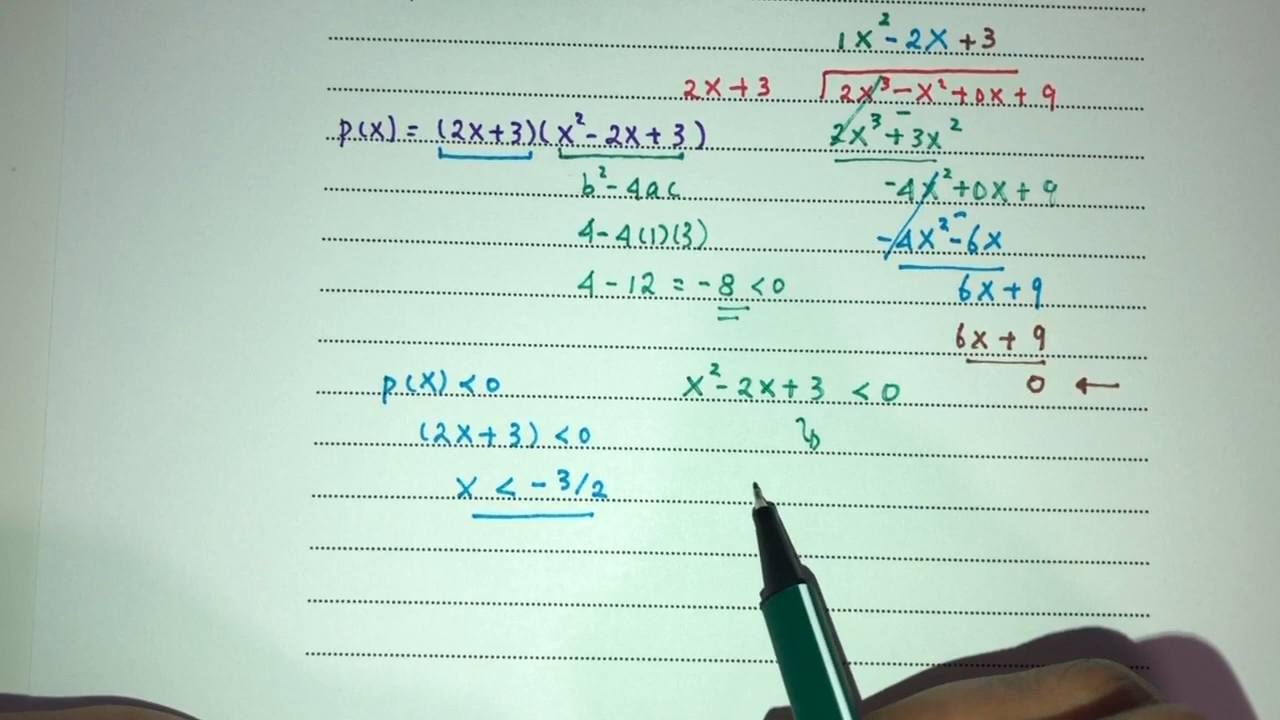 1x² - 2x + 3
2x + 3 √2x³ - x² + 0x + 9
p(x) = (2x+3)(x² - 2x + 3)
2x³ + 3x²
b² - 4ac
-4x² + 0x + 9
4 - 4(1)(3)
-4x² - 6x
4 - 12 = -8 < 0
6x + 9
6x + 9
p(x) < 0
x² - 2x + 3 < 0
0 ←
(2x+3) < 0
x < -3/2